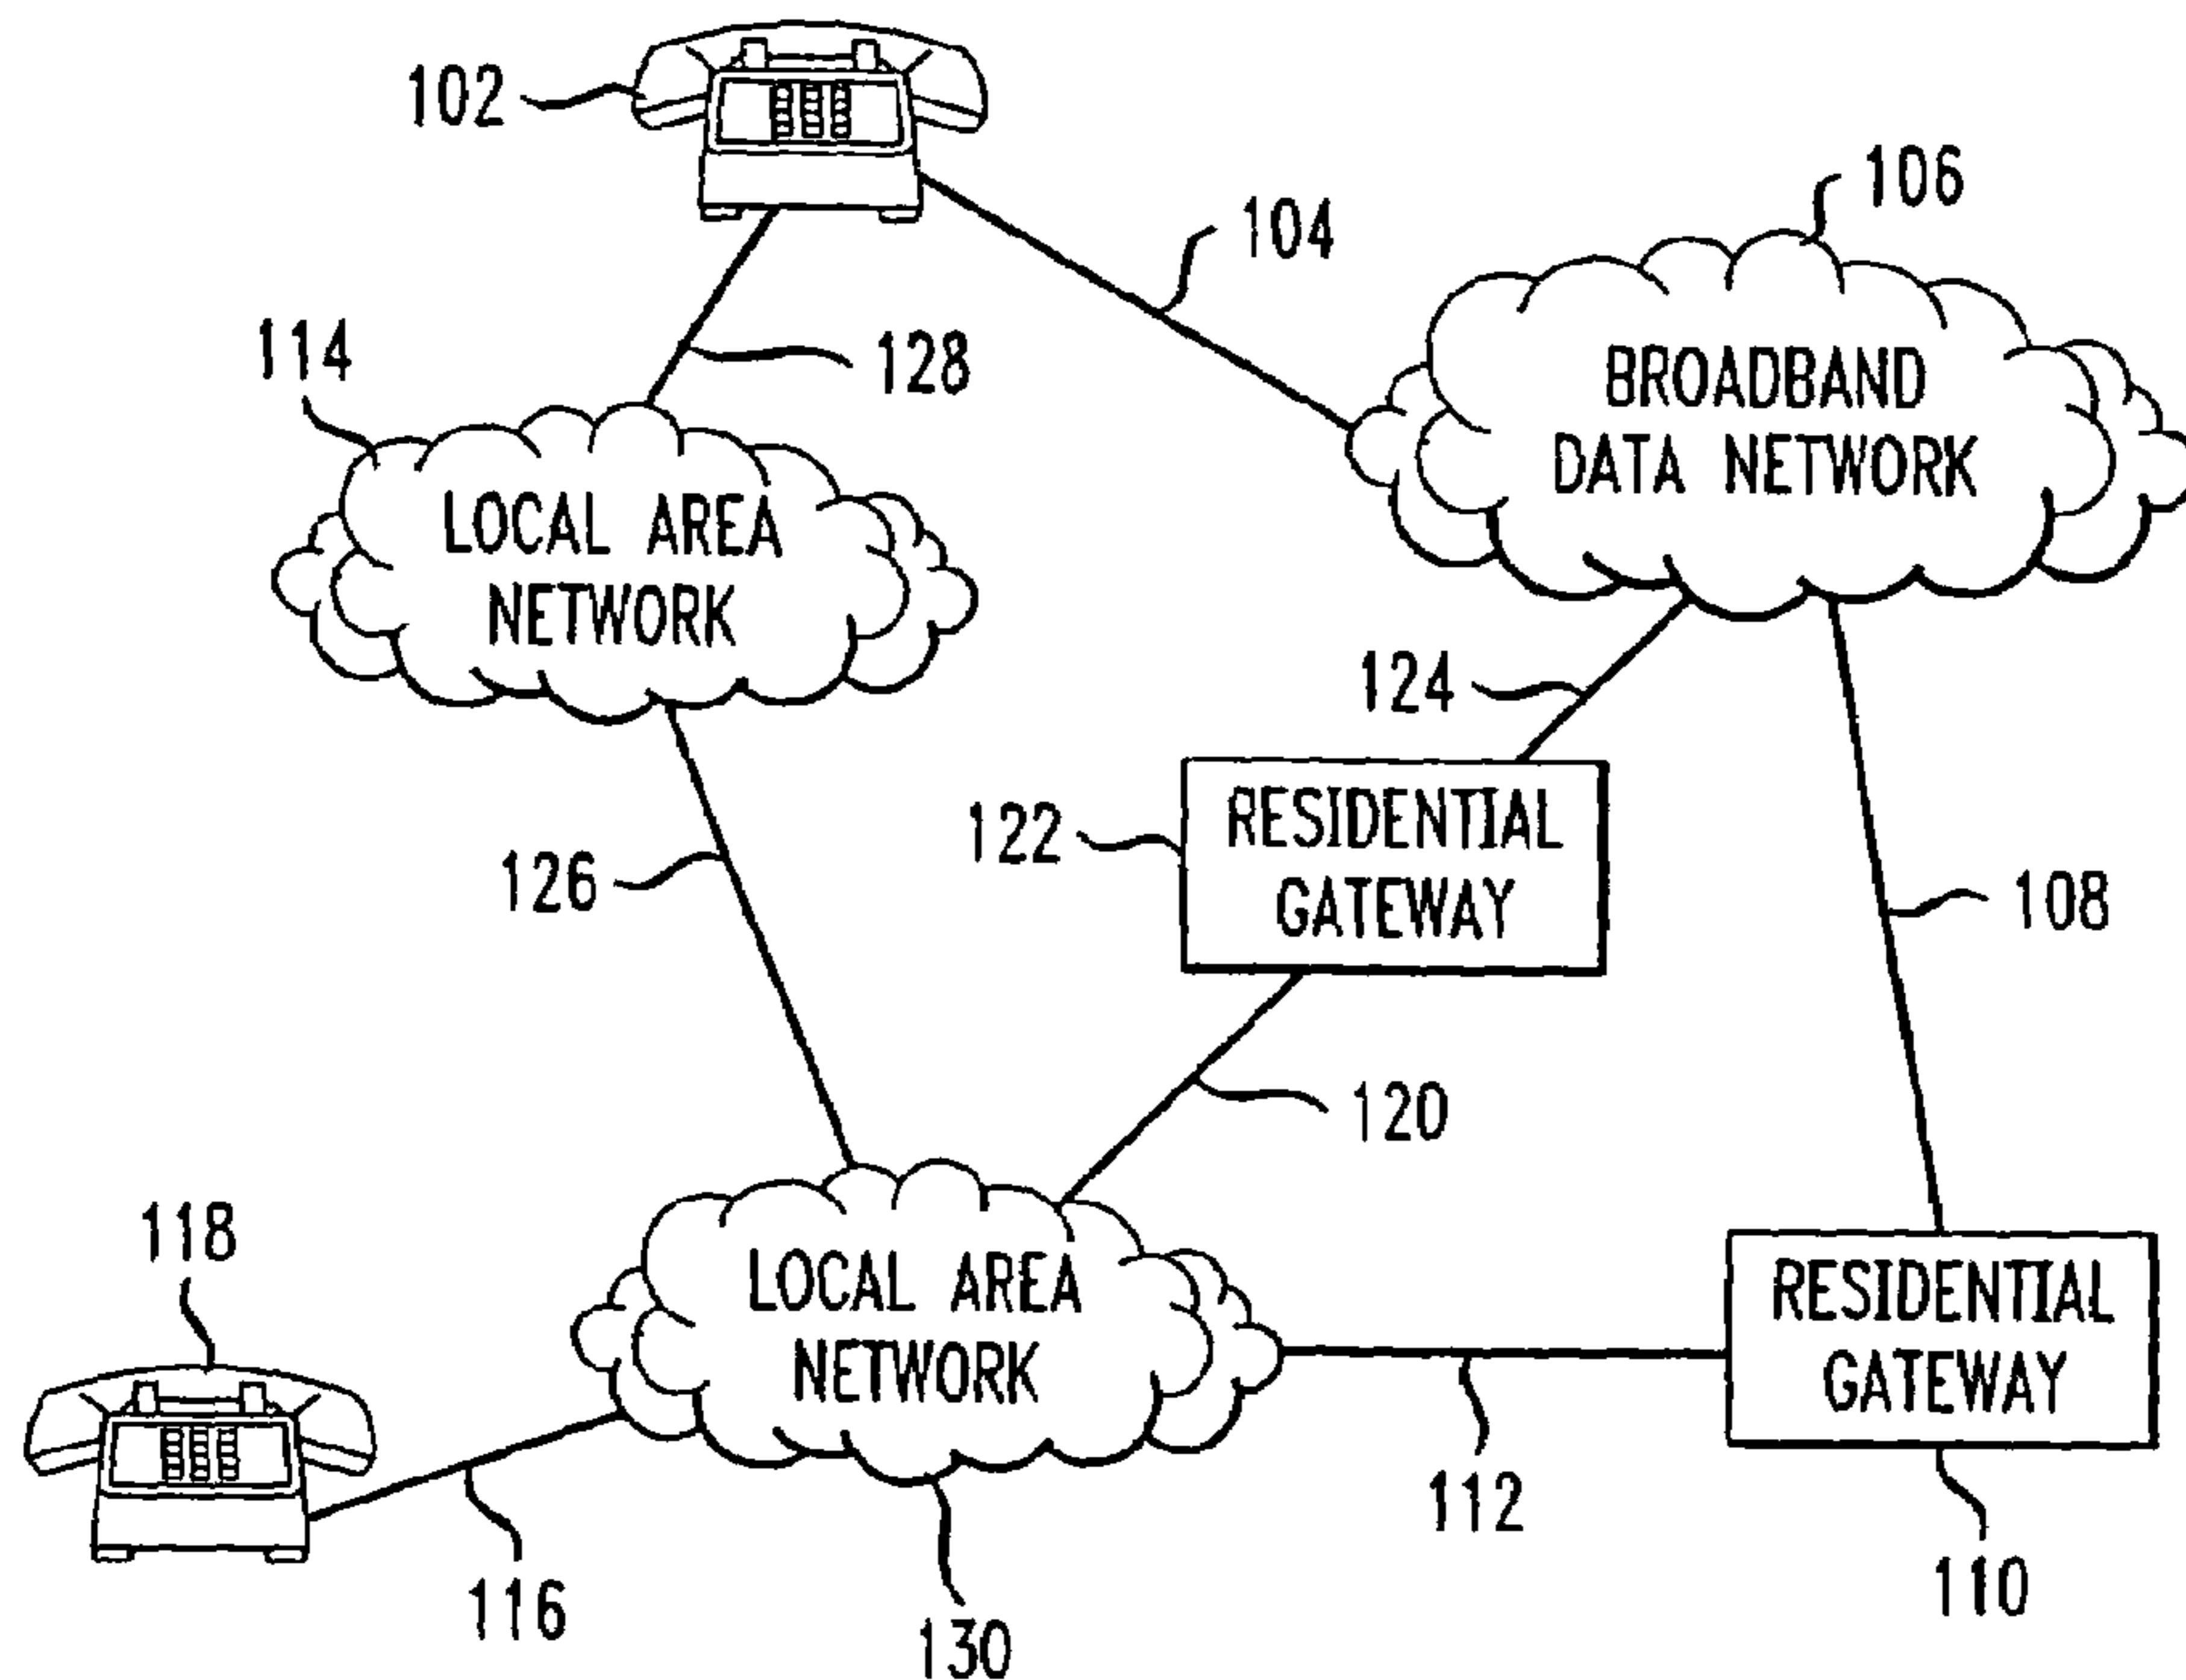 102
106
104
114
128
BROADBAND
DATA NETWORK
LOCAL AREA
NETWORK
124
122
RESIDENTIAL
GATEWAY
126
108
120
118
LOCAL AREA
NETWORK
RESIDENTIAL
GATEWAY
112
110
116
130